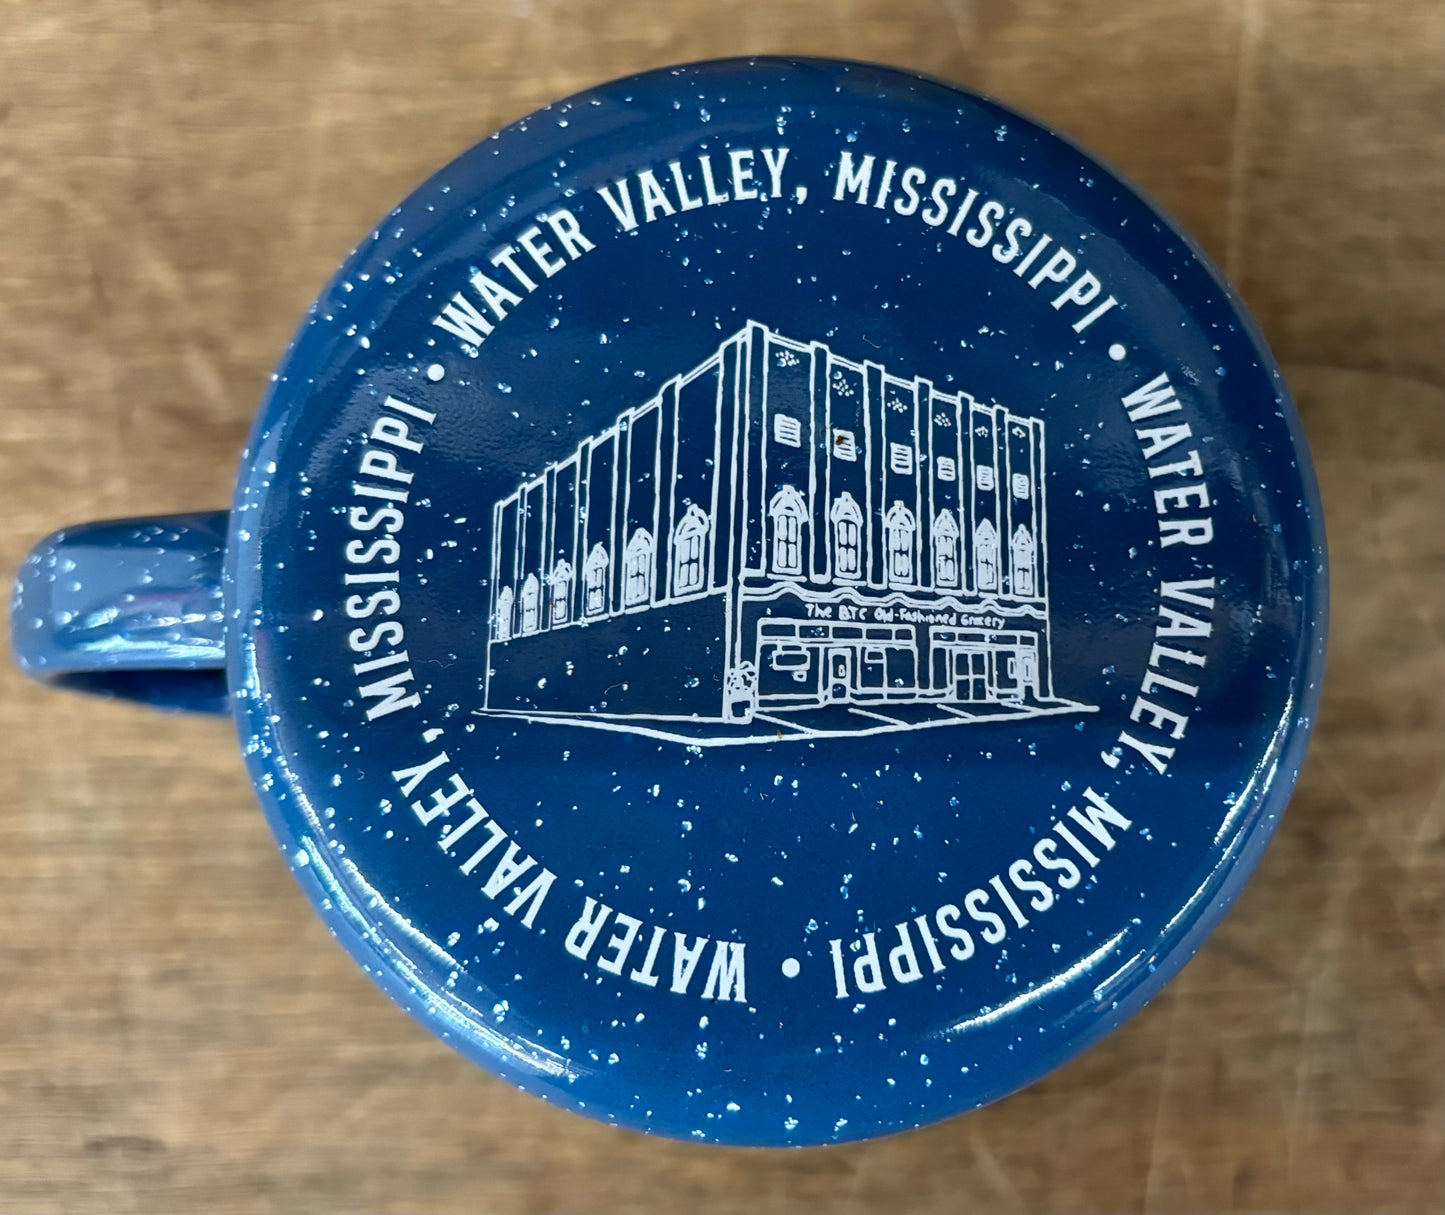 WATER VALLEY, MISSISSIPPI • WATER VALLEY, MISSISSIPPI • WATER VALLEY, MISSISSIPPI •
The BTC Old-Fashioned Grocery